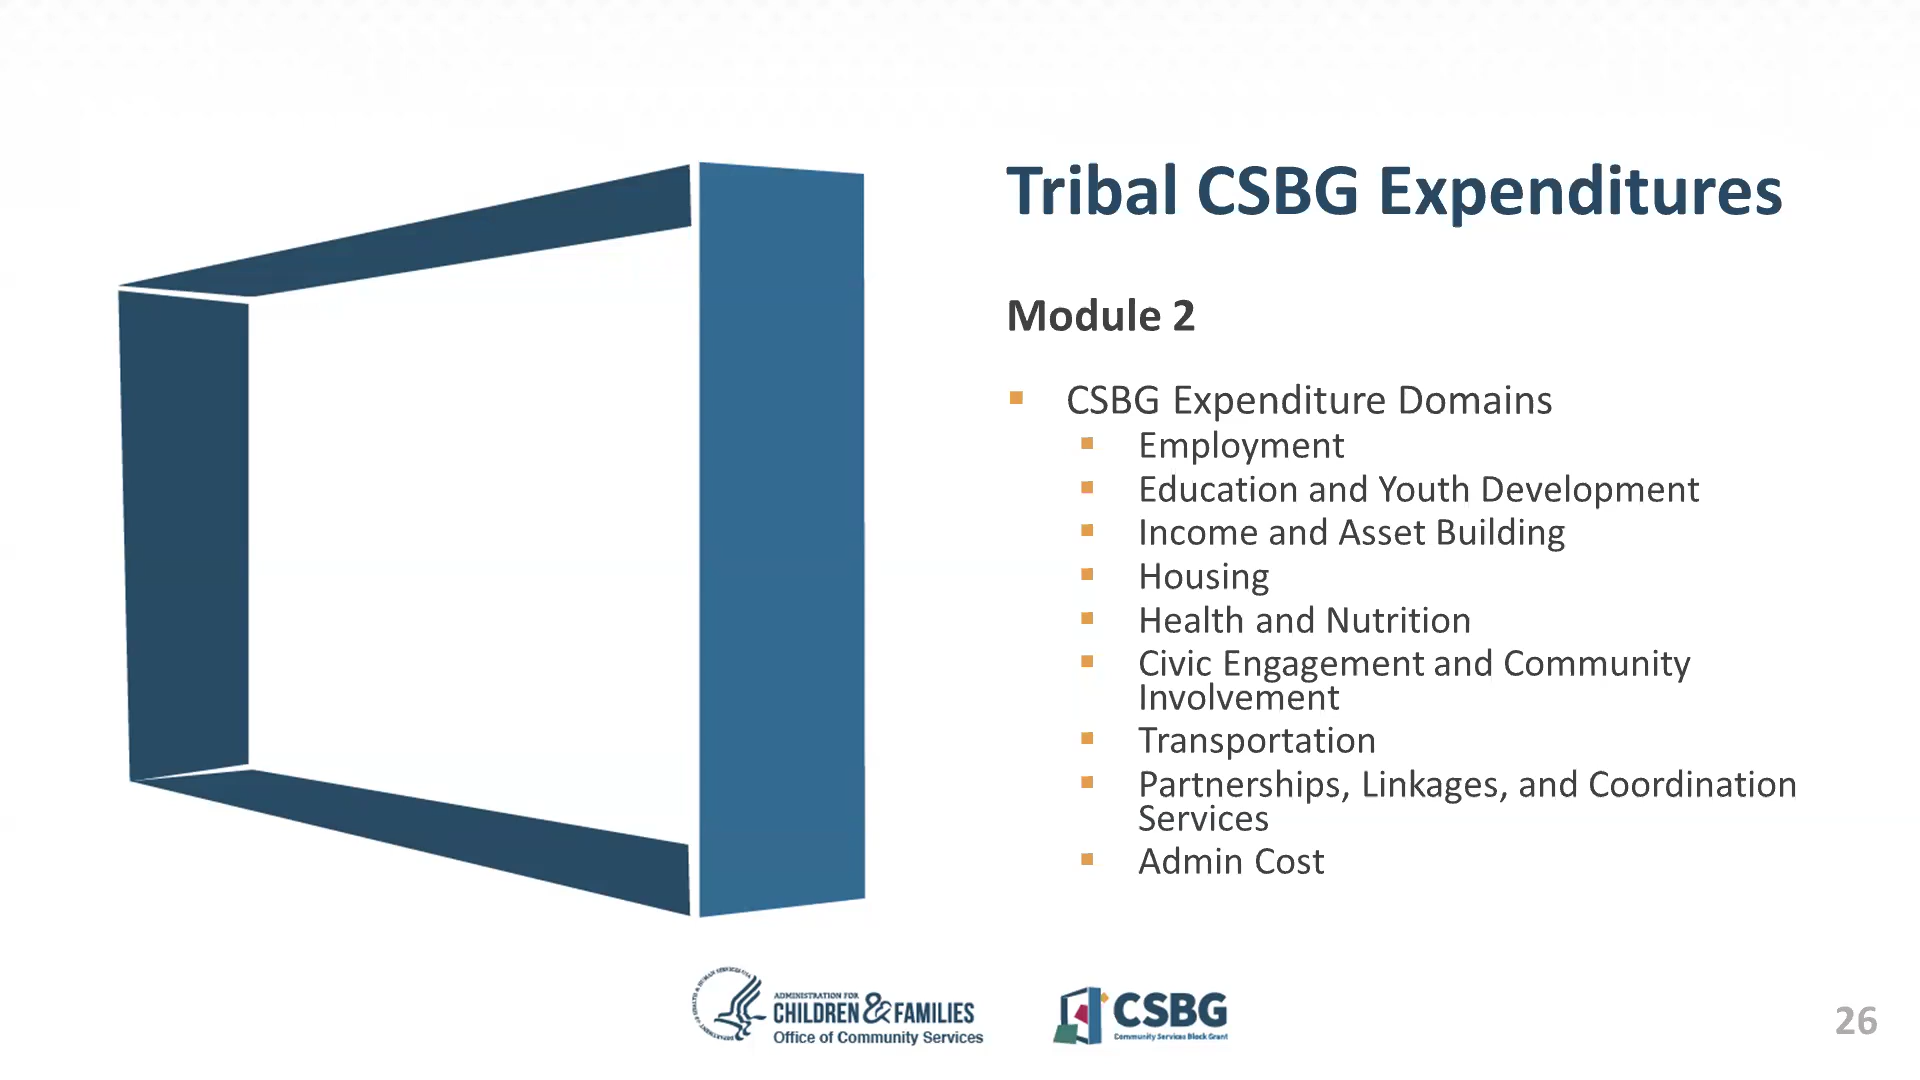 Tribal CSBG Expenditures
Module 2
CSBG Expenditure Domains
Employment
Education and Youth Development
Income and Asset Building
Housing
Health and Nutrition
Civic Engagement and Community
Involvement
Transportation
Partnerships, Linkages, and Coordination
Services
Admin Cost
ADMINISTRATION FOR
CHILDREN & FAMILIES
Office of Community Services
CSBG
Community Services Block Grant
26